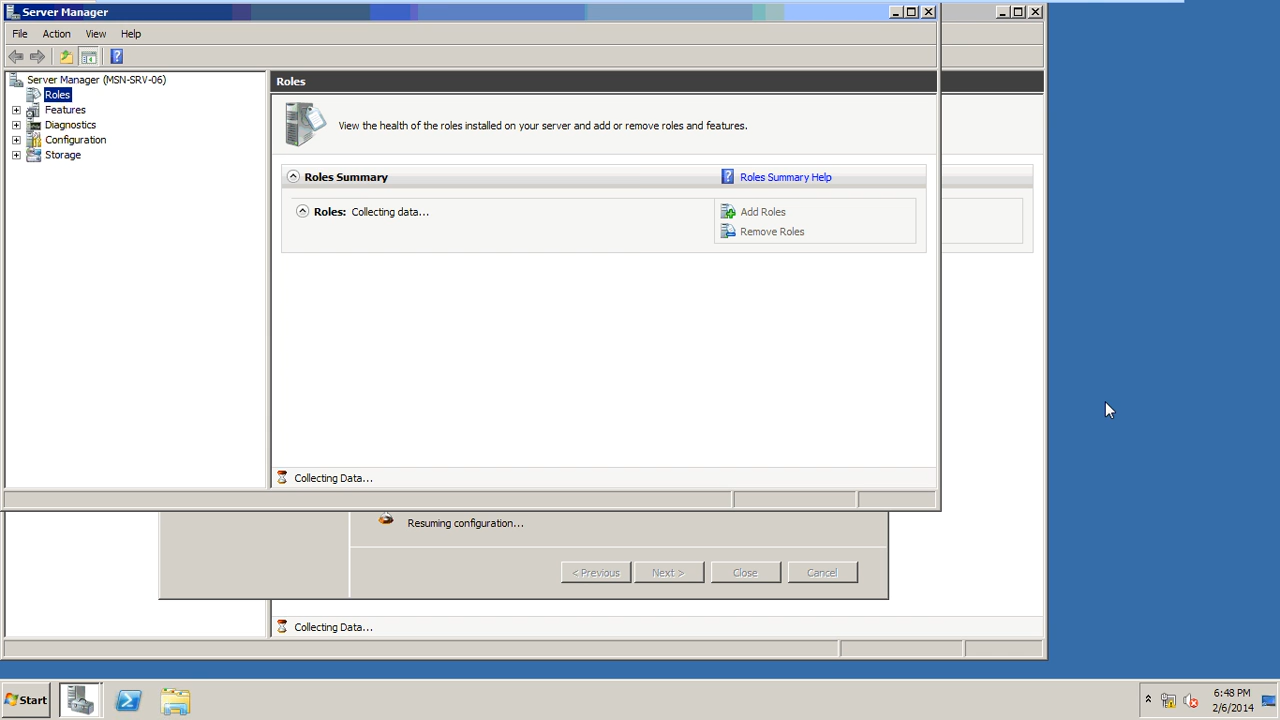 Server Manager
File Action View Help
Server Manager (MSN-SRV-06)
Roles
Features
Diagnostics
Configuration
Storage
Roles
View the health of the roles installed on your server and add or remove roles and features.
Roles Summary
Roles Summary Help
Roles: Collecting data...
Add Roles
Remove Roles
Collecting Data...
Resuming configuration...
< Previous Next > Close Cancel
Collecting Data...
Start
6:48 PM
2/6/2014